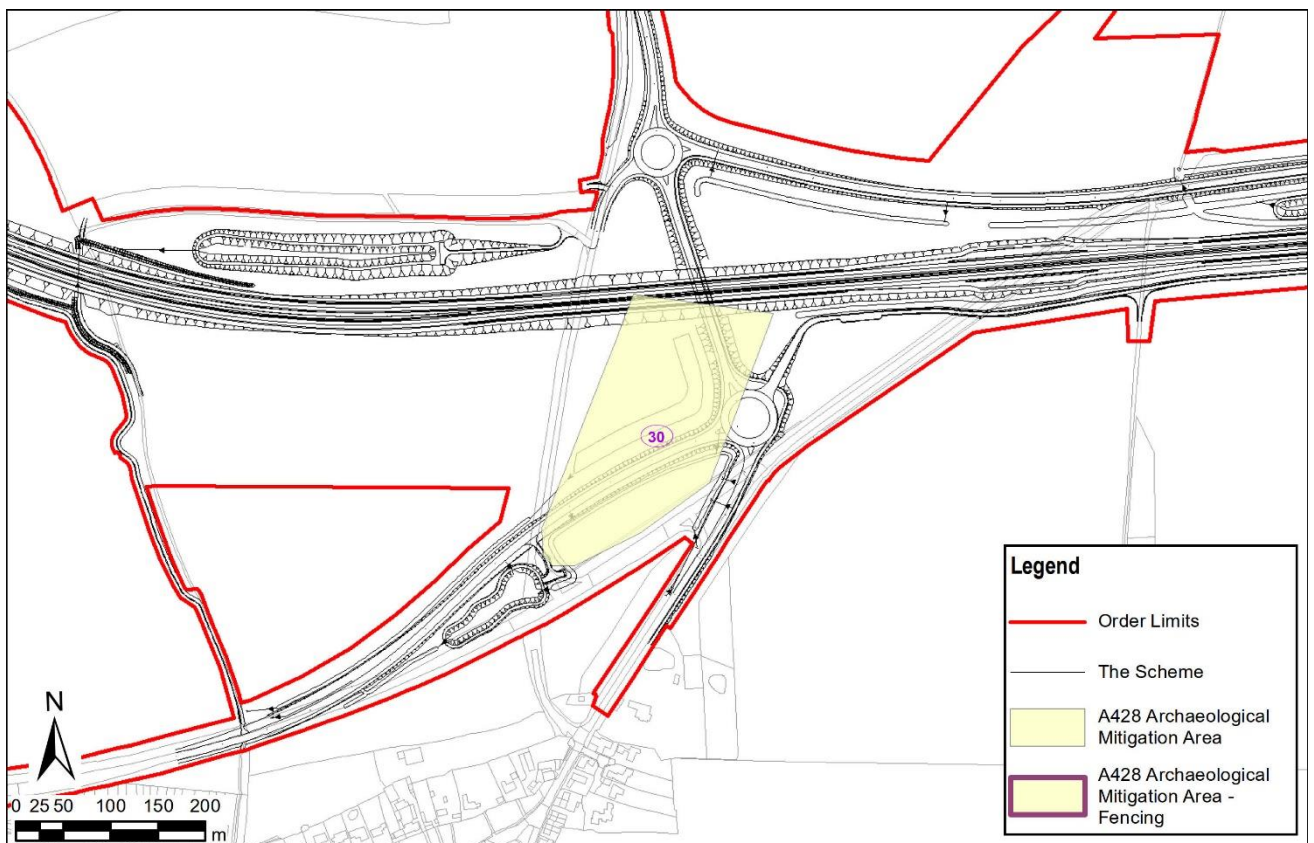 30
Legend
Order Limits
The Scheme
A428 Archaeological
Mitigation Area
A428 Archaeological
Mitigation Area -
Fencing
N
0 25 50 100 150 200
m